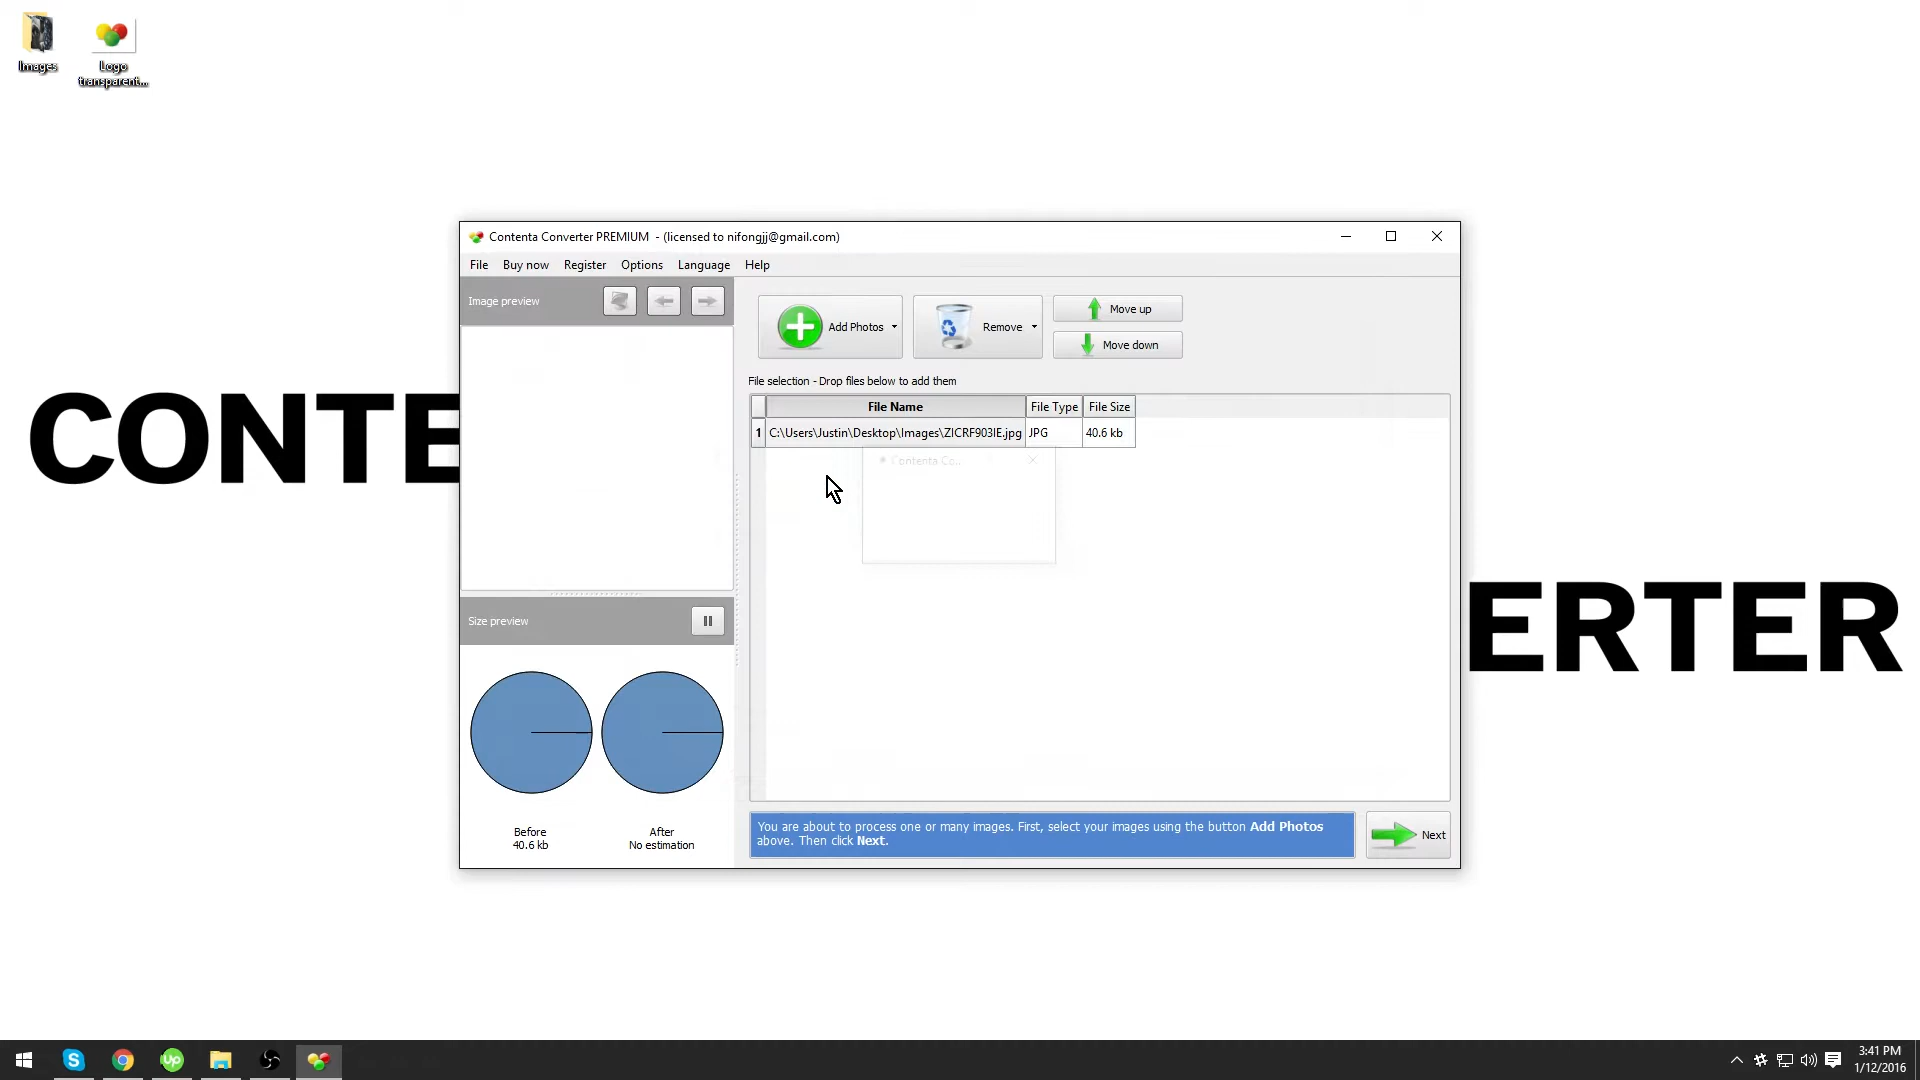 Images
Logo
transparent...
CONTE
ERTER
Contenta Converter PREMIUM - (licensed to nifongjj@gmail.com)
File Buy now Register Options Language Help
Image preview
Add Photos
Remove
Move up
Move down
File selection - Drop files below to add them
File Name File Type File Size
1 C:\Users\Justin\Desktop\Images\ZICRF903IE.jpg JPG 40.6 kb
Contenta Co...
Size preview
Before
40.6 kb
After
No estimation
You are about to process one or many images. First, select your images using the button Add Photos
above. Then click Next.
Next
Up
3:41 PM
1/12/2016